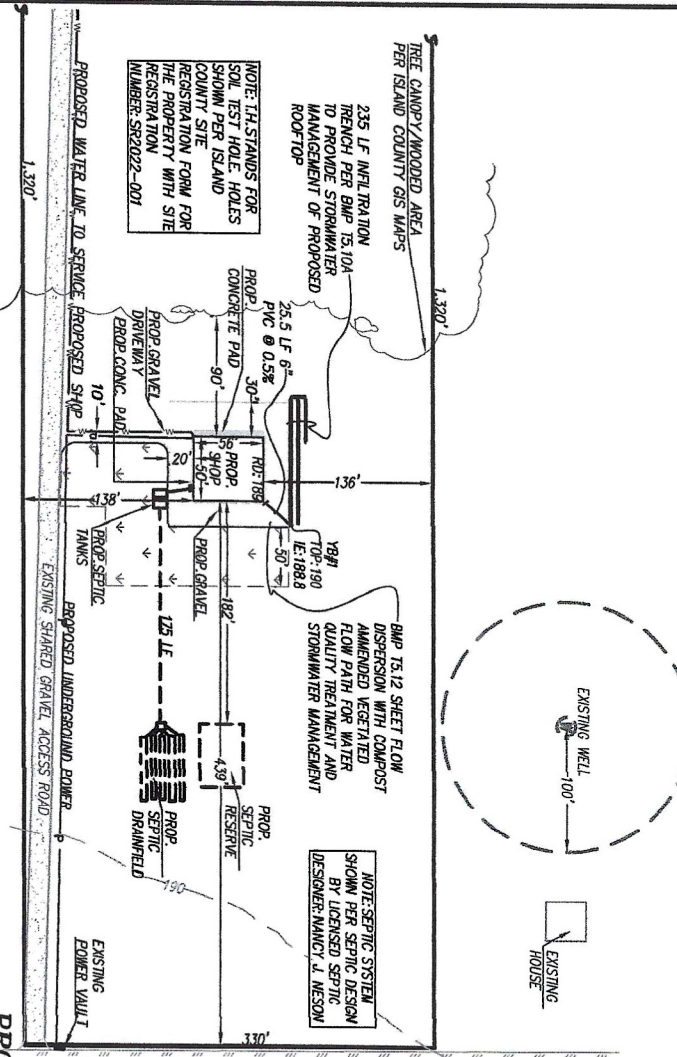 TREE CANOPY/WOODED AREA
PER ISLAND COUNTY GIS MAPS
1,320'
235 LF INFILTRATION
TRENCH PER BMP T5.10A
TO PROVIDE STORMWATER
MANAGEMENT OF PROPOSED
ROOFTOP
NOTE: T.H. STANDS FOR
SOIL TEST HOLE. HOLES
SHOWN PER ISLAND
COUNTY SITE
REGISTRATION FORM FOR
THE PROPERTY WITH SITE
REGISTRATION
NUMBER: SR2022-001
25.5 LF 6"
PVC @ 0.5%
PROP.
CONCRETE PAD
30'
90'
PROP. GRAVEL
DRIVEWAY
PROP. CONC. PAD
10'
20'
56'
PROP.
SHOP
50'
RD: 189
136'
138'
YB#1
TOP: 190
IE: 188.8
50'
PROP. GRAVEL
182'
PROP. SEPTIC
TANKS
175 LF
BMP T5.12 SHEET FLOW
DISPERSION WITH COMPOST
AMMENDED VEGETATED
FLOW PATH FOR WATER
QUALITY TREATMENT AND
STORMWATER MANAGEMENT
439'
PROP.
SEPTIC
RESERVE
PROP.
SEPTIC
DRAINFIELD
190
EXISTING WELL
100'
EXISTING
HOUSE
NOTE: SEPTIC SYSTEM
SHOWN PER SEPTIC DESIGN
BY LICENSED SEPTIC
DESIGNER: NANCY J. NESON
PROPOSED WATER LINE TO SERVICE PROPOSED SHOP
1,320'
PROPOSED UNDERGROUND POWER
EXISTING SHARED GRAVEL ACCESS ROAD
EXISTING
POWER VAULT
330'